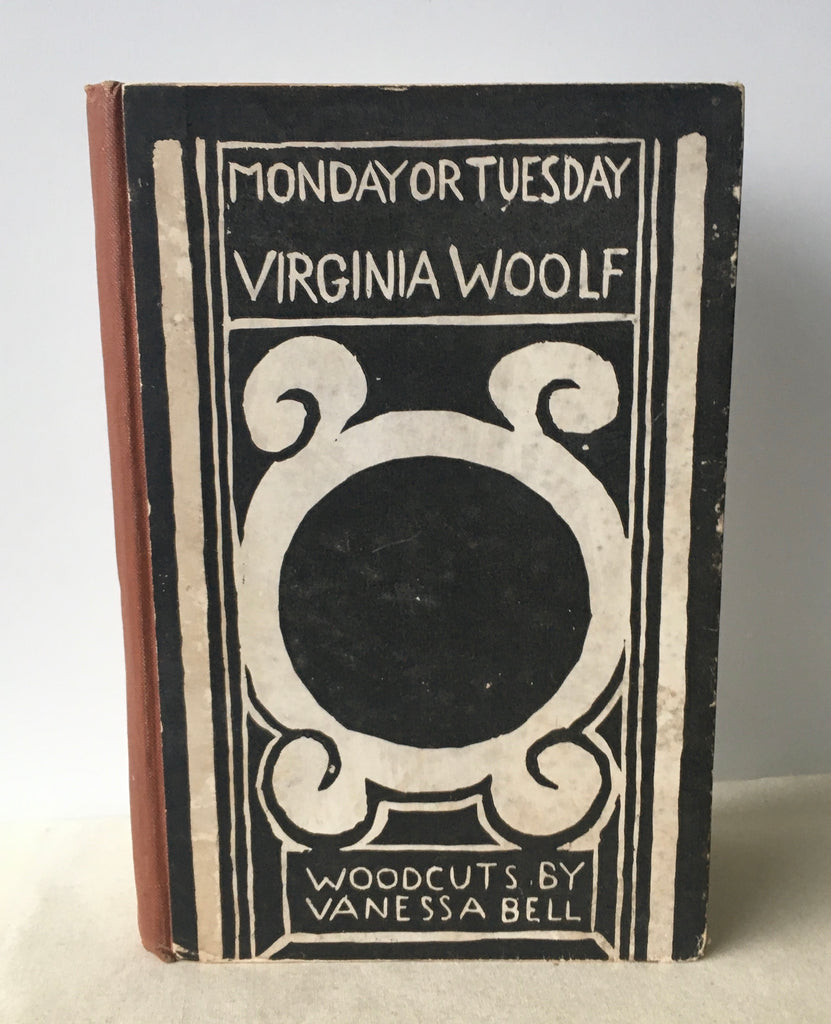 MONDAY OR TUESDAY
VIRGINIA WOOLF
WOODCUTS BY
VANESSA BELL